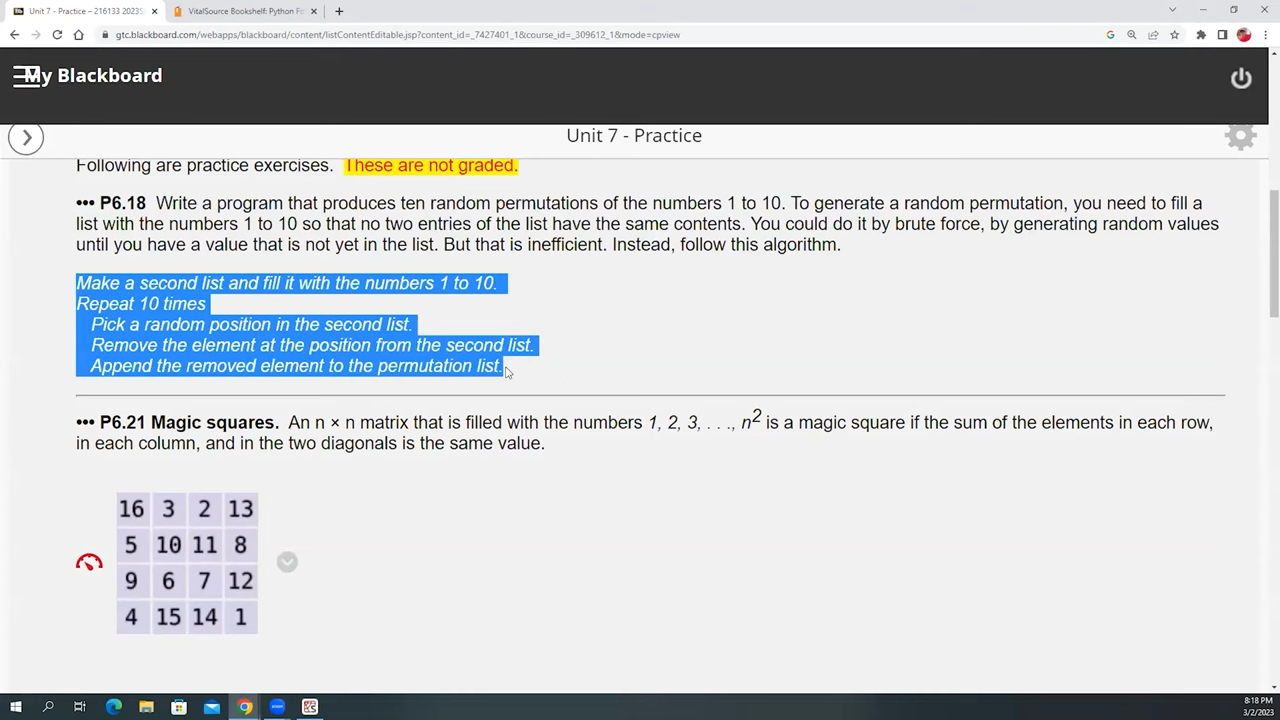 Unit 7 - Practice – 216133 2023S
VitalSource Bookshelf: Python Fo
gtc.blackboard.com/webapps/blackboard/content/listContentEditable.jsp?content_id=_7427401_1&course_id=_309612_1&mode=cpview
My Blackboard
Unit 7 - Practice
Following are practice exercises. These are not graded.
••• P6.18 Write a program that produces ten random permutations of the numbers 1 to 10. To generate a random permutation, you need to fill a
list with the numbers 1 to 10 so that no two entries of the list have the same contents. You could do it by brute force, by generating random values
until you have a value that is not yet in the list. But that is inefficient. Instead, follow this algorithm.
Make a second list and fill it with the numbers 1 to 10.
Repeat 10 times
Pick a random position in the second list.
Remove the element at the position from the second list.
Append the removed element to the permutation list.
••• P6.21 Magic squares. An n × n matrix that is filled with the numbers 1, 2, 3, . . ., n2 is a magic square if the sum of the elements in each row,
in each column, and in the two diagonals is the same value.
16 3 2 13
5 10 11 8
9 6 7 12
4 15 14 1
8:18 PM
3/2/2023